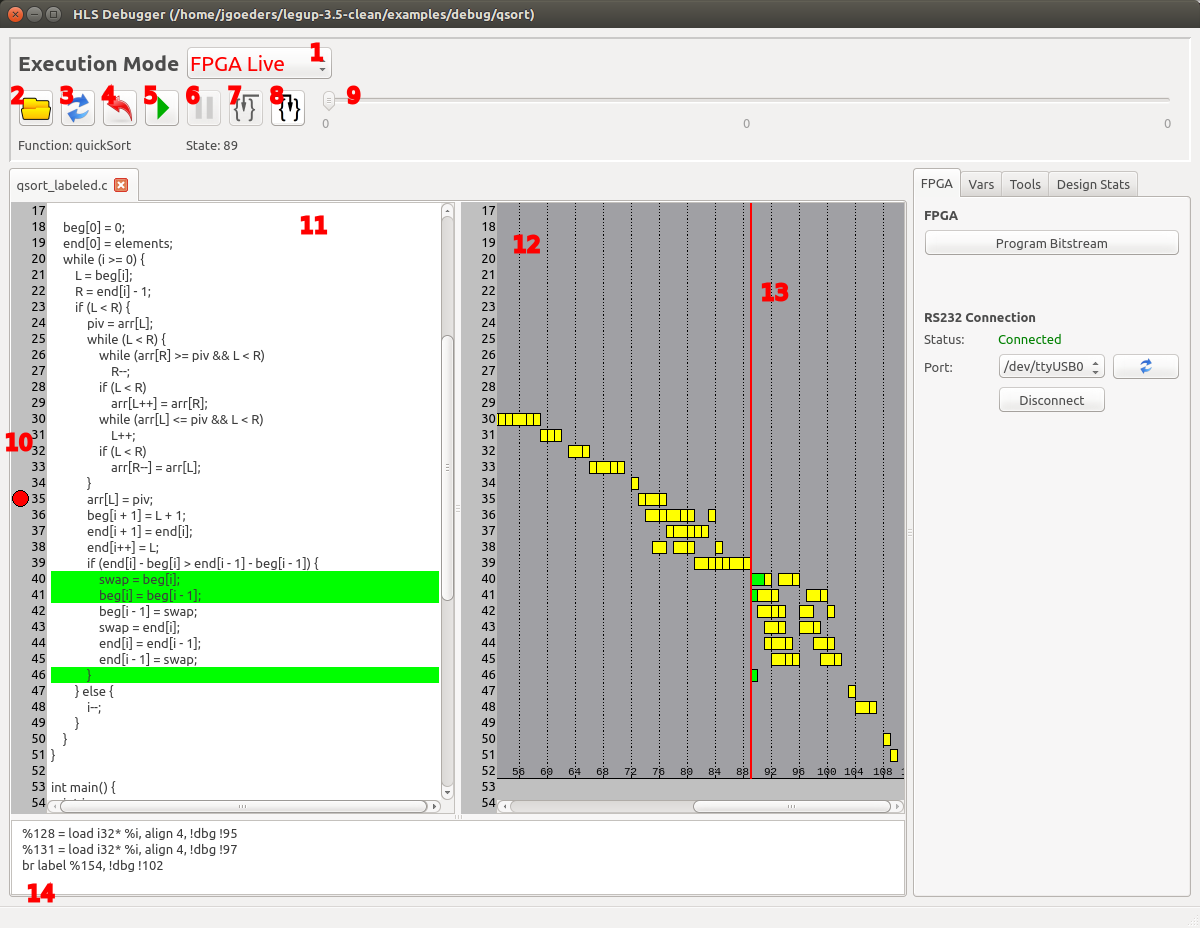 HLS Debugger (/home/jgoeders/legup-3.5-clean/examples/debug/qsort)
Execution Mode FPGA Live 1
2 3 4 5 6 7 8 9
0 0 0
Function: quickSort State: 89
qsort_labeled.c
FPGA Vars Tools Design Stats
17
18 beg[0] = 0;
19 end[0] = elements;
20 while (i >= 0) {
21 L = beg[i];
22 R = end[i] - 1;
23 if (L < R) {
24 piv = arr[L];
25 while (L < R) {
26 while (arr[R] >= piv && L < R)
27 R--;
28 if (L < R)
29 arr[L++] = arr[R];
30 while (arr[L] <= piv && L < R)
31 L++;
32 if (L < R)
33 arr[R--] = arr[L];
34 }
35 arr[L] = piv;
36 beg[i + 1] = L + 1;
37 end[i + 1] = end[i];
38 end[i++] = L;
39 if (end[i] - beg[i] > end[i - 1] - beg[i - 1]) {
40 swap = beg[i];
41 beg[i] = beg[i - 1];
42 beg[i - 1] = swap;
43 swap = end[i];
44 end[i] = end[i - 1];
45 end[i - 1] = swap;
46 }
47 } else {
48 i--;
49 }
50 }
51 }
52
53 int main() {
54
10
11
17
18
19
20
21
22
23
24
25
26
27
28
29
30
31
32
33
34
35
36
37
38
39
40
41
42
43
44
45
46
47
48
49
50
51
52
53
54
12
13
56 60 64 68 72 76 80 84 88 92 96 100 104 108
FPGA
Program Bitstream
RS232 Connection
Status: Connected
Port: /dev/ttyUSB0
Disconnect
%128 = load i32* %i, align 4, !dbg !95
%131 = load i32* %i, align 4, !dbg !97
br label %154, !dbg !102
14